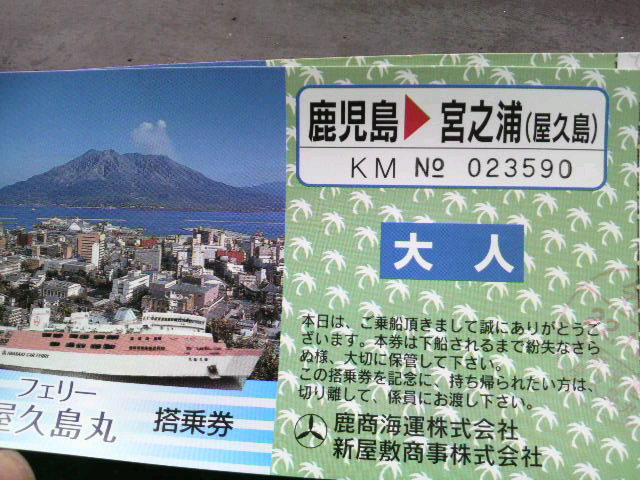 鹿児島▶宮之浦(屋久島)
KM № 023590
大人
本日は、ご乗船頂きまして誠にありがとうご
ざいます。本券は下船されるまで紛失なさら
ぬ様、大切に保管して下さい。
この搭乗券を記念に、持ち帰られたい方は、
切り離して、係員にお渡し下さい。
鹿商海運株式会社
新屋敷商事株式会社
フェリー
屋久島丸
搭乗券